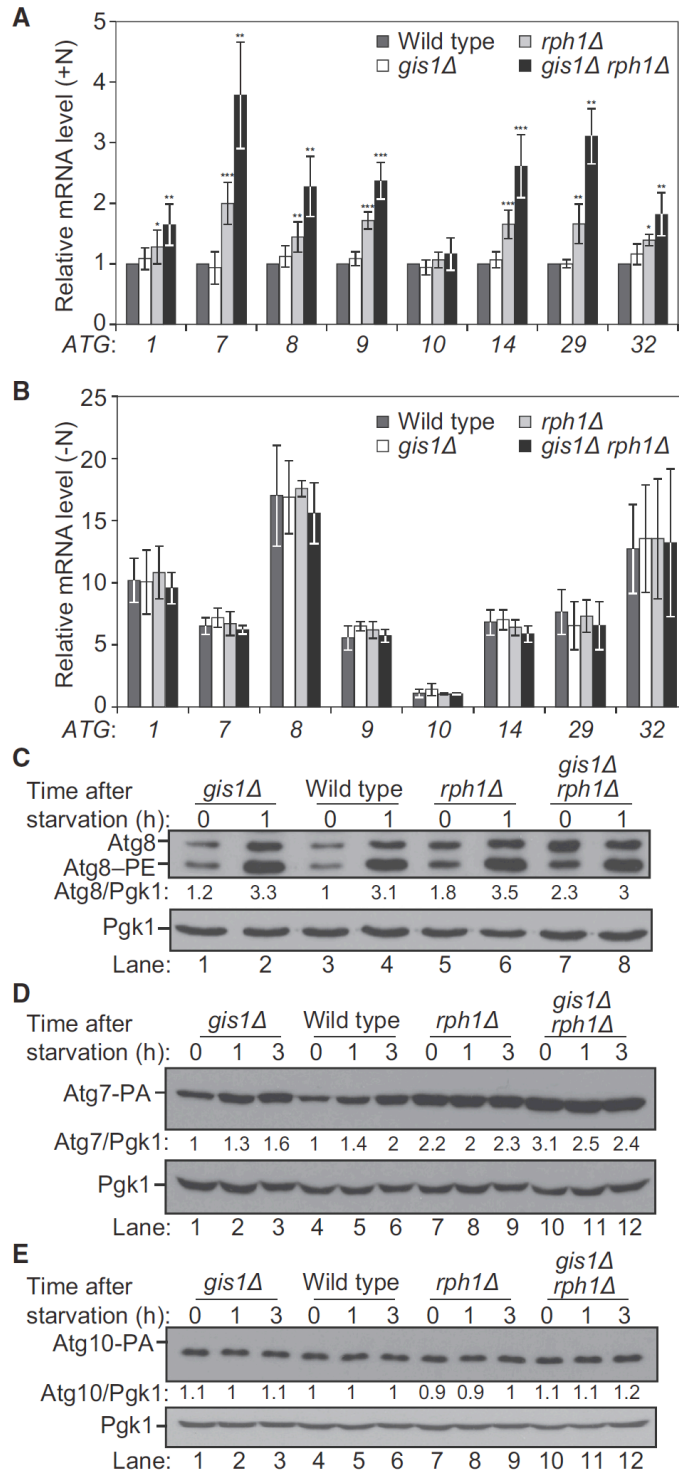 A
Relative mRNA level (+N)
5
4
3
2
1
0
Wild type
rph1Δ
gis1Δ
gis1Δ rph1Δ
* ** *** ** ** ** *** *** *** *** ** ** * **
ATG: 1 7 8 9 10 14 29 32
B
Relative mRNA level (-N)
25
20
15
10
5
0
Wild type
rph1Δ
gis1Δ
gis1Δ rph1Δ
ATG: 1 7 8 9 10 14 29 32
C
Time after starvation (h):
gis1Δ Wild type rph1Δ gis1Δ rph1Δ
0 1 0 1 0 1 0 1
Atg8
Atg8–PE
Atg8/Pgk1: 1.2 3.3 1 3.1 1.8 3.5 2.3 3
Pgk1
Lane: 1 2 3 4 5 6 7 8
D
Time after starvation (h):
gis1Δ Wild type rph1Δ gis1Δ rph1Δ
0 1 3 0 1 3 0 1 3 0 1 3
Atg7-PA
Atg7/Pgk1: 1 1.3 1.6 1 1.4 2 2.2 2 2.3 3.1 2.5 2.4
Pgk1
Lane: 1 2 3 4 5 6 7 8 9 10 11 12
E
Time after starvation (h):
gis1Δ Wild type rph1Δ gis1Δ rph1Δ
0 1 3 0 1 3 0 1 3 0 1 3
Atg10-PA
Atg10/Pgk1: 1.1 1 1.1 1 1 1 0.9 0.9 1 1.1 1.1 1.2
Pgk1
Lane: 1 2 3 4 5 6 7 8 9 10 11 12